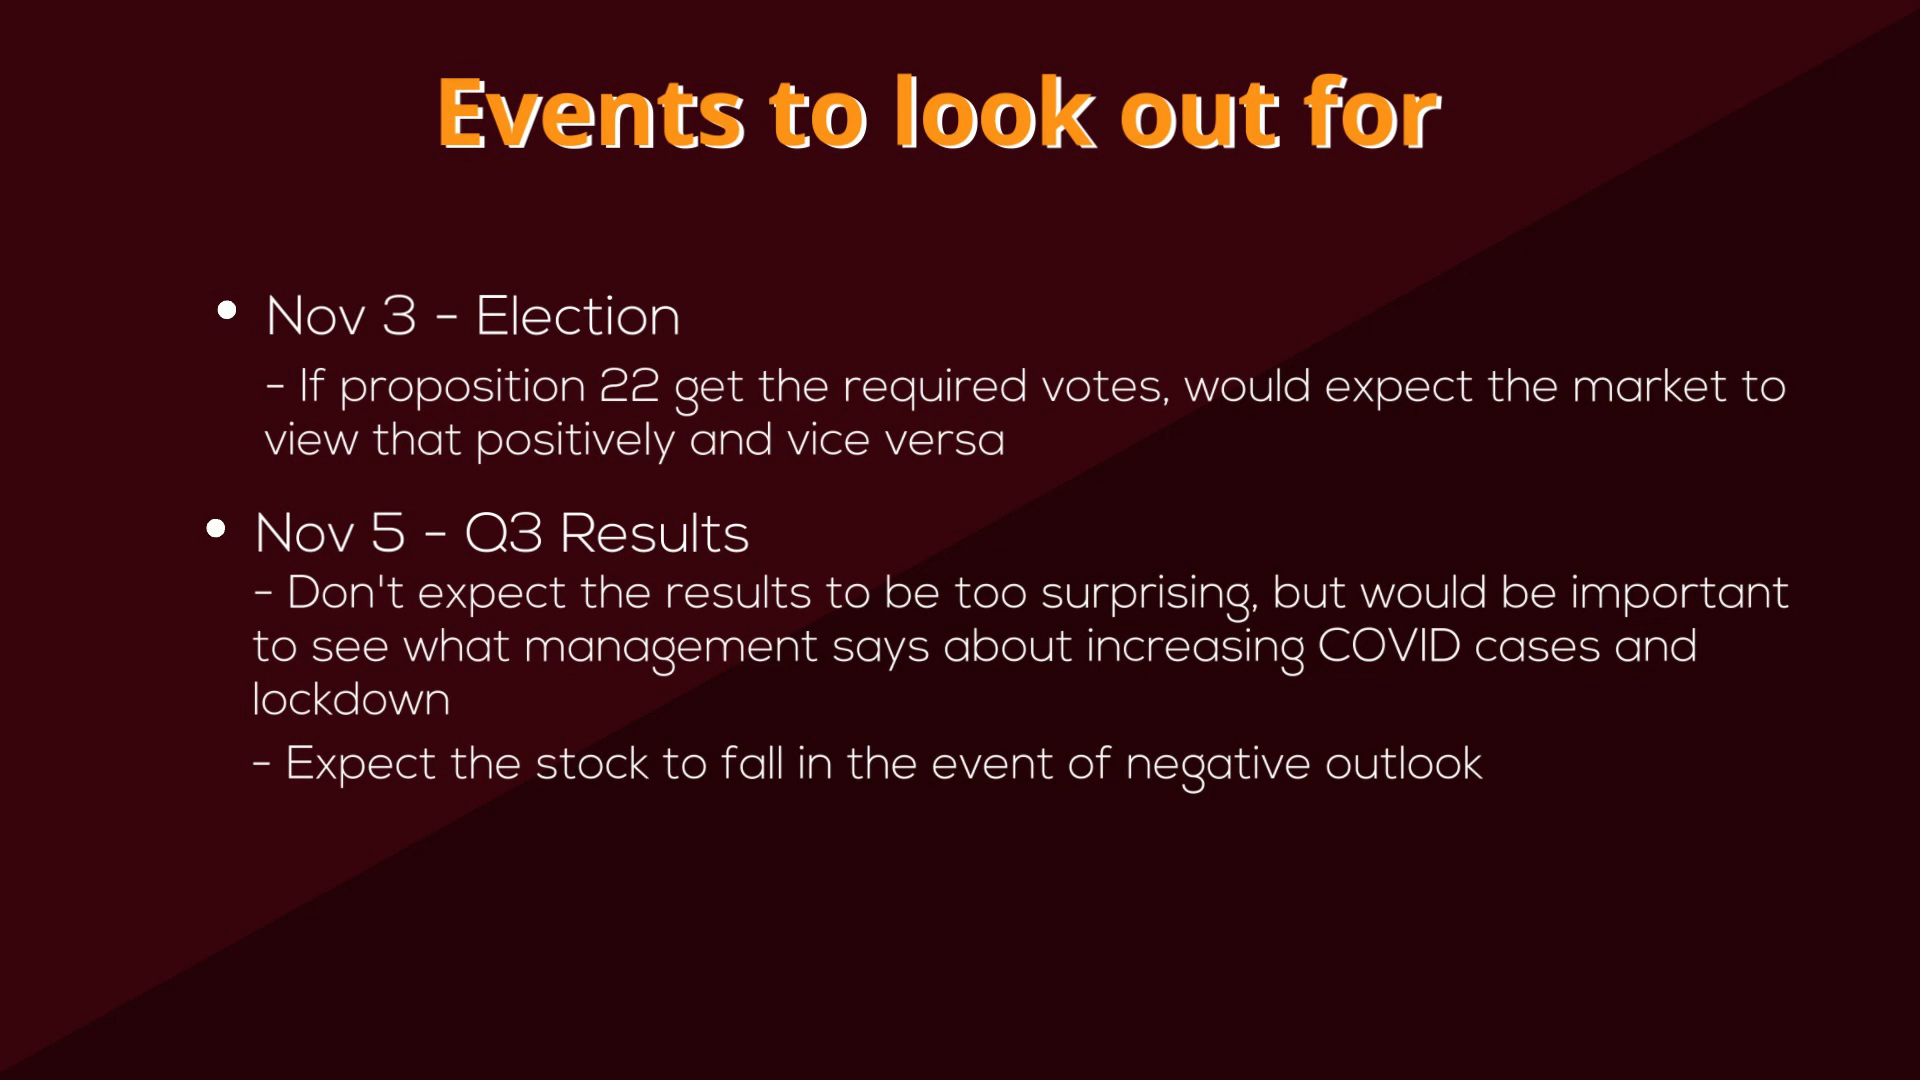 Events to look out for
• Nov 3 - Election
- If proposition 22 get the required votes, would expect the market to
view that positively and vice versa
• Nov 5 - Q3 Results
- Don't expect the results to be too surprising, but would be important
to see what management says about increasing COVID cases and
lockdown
- Expect the stock to fall in the event of negative outlook